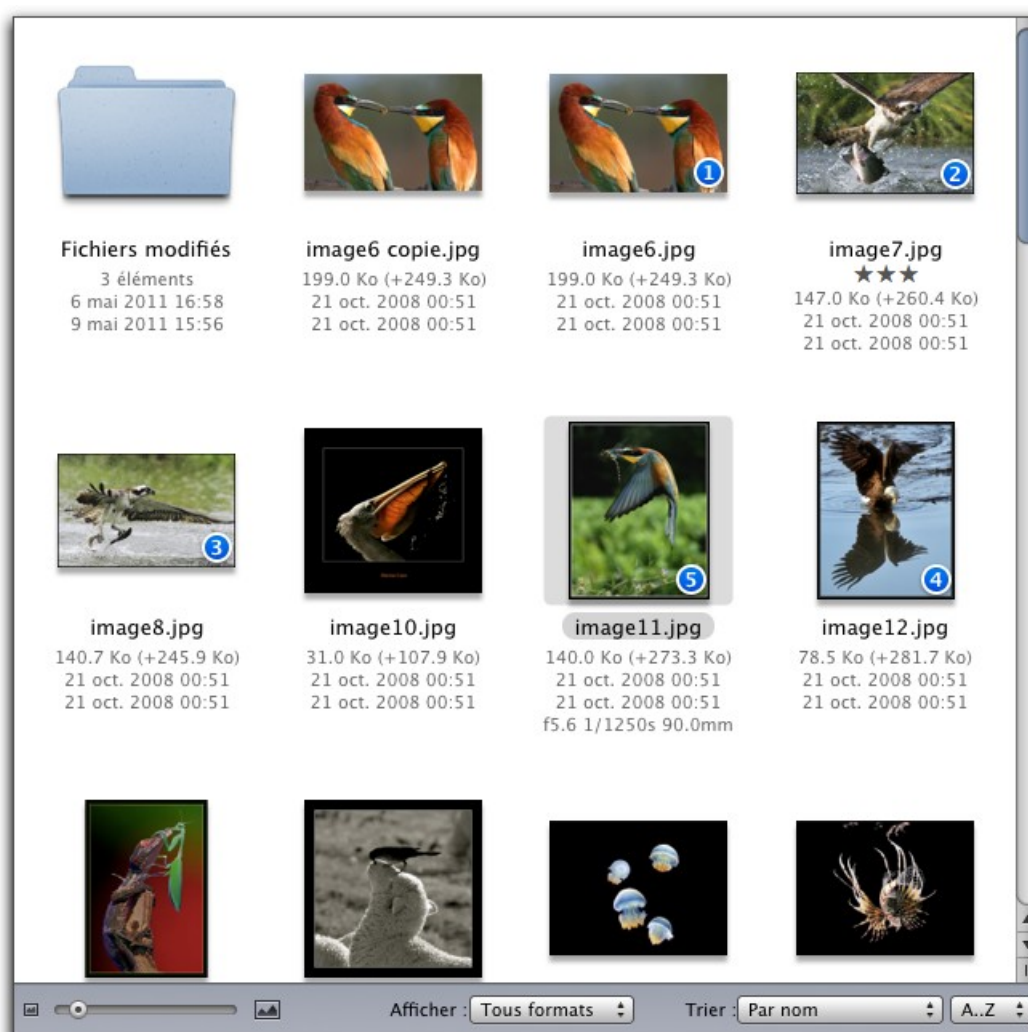 Fichiers modifiés
3 éléments
6 mai 2011 16:58
9 mai 2011 15:56
image6 copie.jpg
199.0 Ko (+249.3 Ko)
21 oct. 2008 00:51
21 oct. 2008 00:51
1
image6.jpg
199.0 Ko (+249.3 Ko)
21 oct. 2008 00:51
21 oct. 2008 00:51
2
image7.jpg
★★★
147.0 Ko (+260.4 Ko)
21 oct. 2008 00:51
21 oct. 2008 00:51
3
image8.jpg
140.7 Ko (+245.9 Ko)
21 oct. 2008 00:51
21 oct. 2008 00:51
image10.jpg
31.0 Ko (+107.9 Ko)
21 oct. 2008 00:51
21 oct. 2008 00:51
5
image11.jpg
140.0 Ko (+273.3 Ko)
21 oct. 2008 00:51
21 oct. 2008 00:51
f5.6 1/1250s 90.0mm
4
image12.jpg
78.5 Ko (+281.7 Ko)
21 oct. 2008 00:51
21 oct. 2008 00:51
Afficher : Tous formats
Trier : Par nom
A..Z